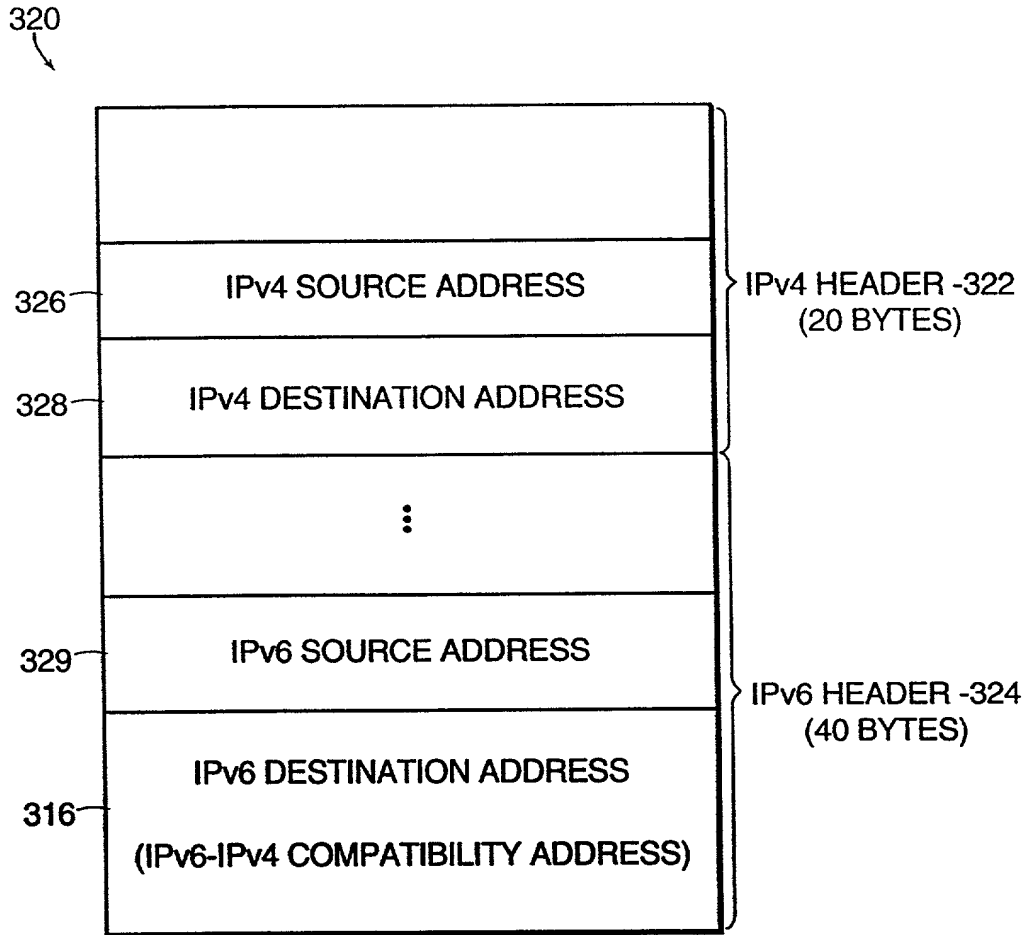 320
IPv4 SOURCE ADDRESS
326
IPv4 HEADER -322
(20 BYTES)
IPv4 DESTINATION ADDRESS
328
IPv6 SOURCE ADDRESS
329
IPv6 HEADER -324
(40 BYTES)
IPv6 DESTINATION ADDRESS
316
(IPv6-IPv4 COMPATIBILITY ADDRESS)